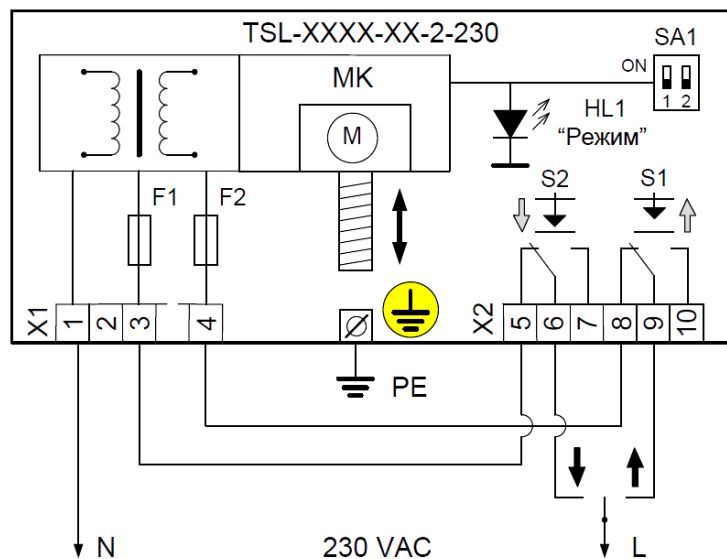 TSL-XXXX-XX-2-230
SA1
MK
ON
1 2
HL1
“Режим”
M
F1
F2
S2
S1
X1
1
2
3
4
X2
5
6
7
8
9
10
PE
N
230 VAC
L